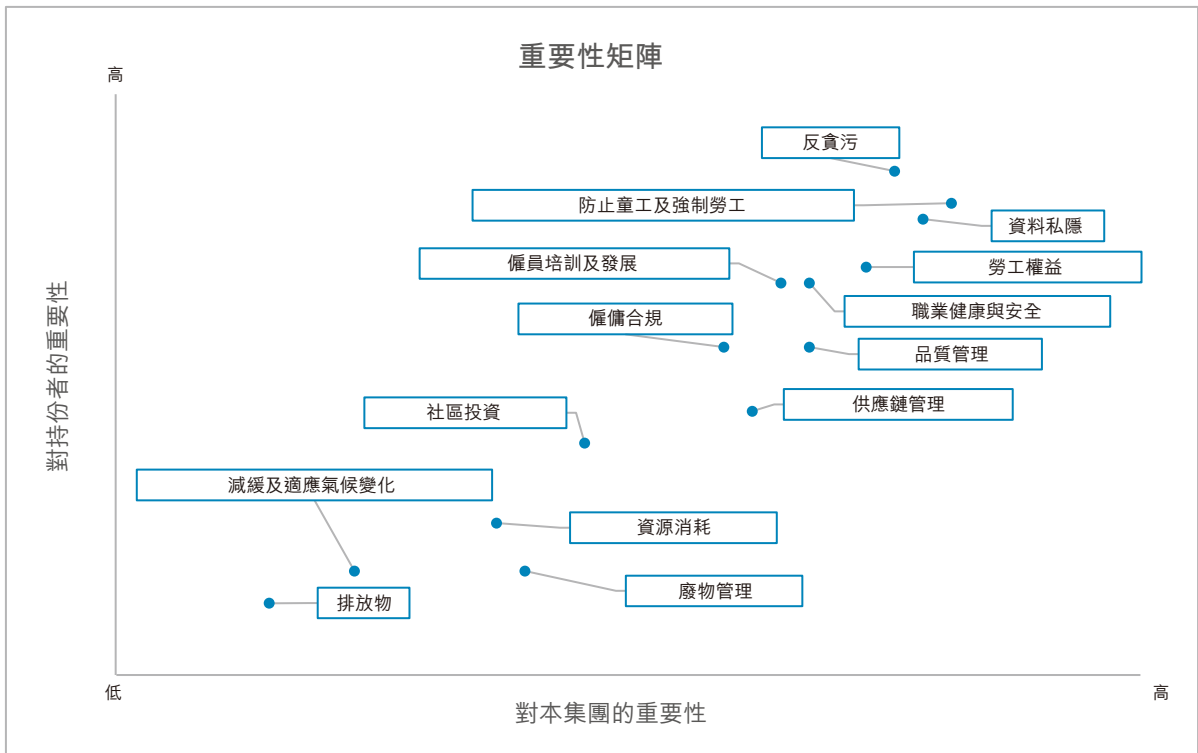 重要性矩陣
高
反貪污
防止童工及強制勞工
資料私隱
僱員培訓及發展
勞工權益
職業健康與安全
僱傭合規
品質管理
供應鏈管理
社區投資
對持份者的重要性
減緩及適應氣候變化
資源消耗
廢物管理
排放物
低
高
對本集團的重要性